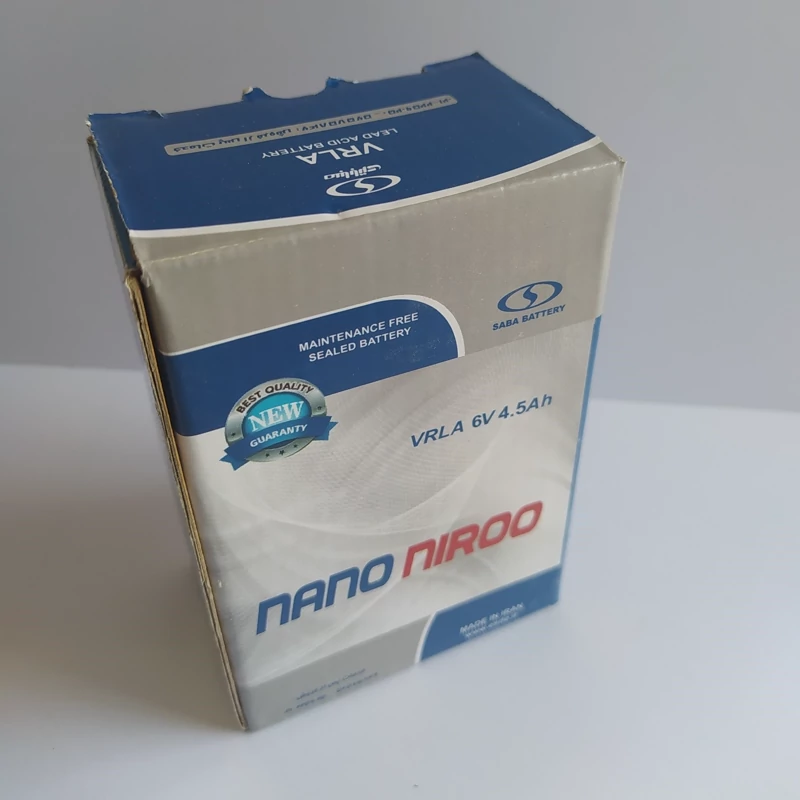 صباباتری
VRLA
LEAD ACID BATTERY
SABA BATTERY
MAINTENANCE FREE
SEALED BATTERY
BEST QUALITY
NEW
GUARANTY
VRLA 6V 4.5Ah
NANO NIROO
MADE IN IRAN